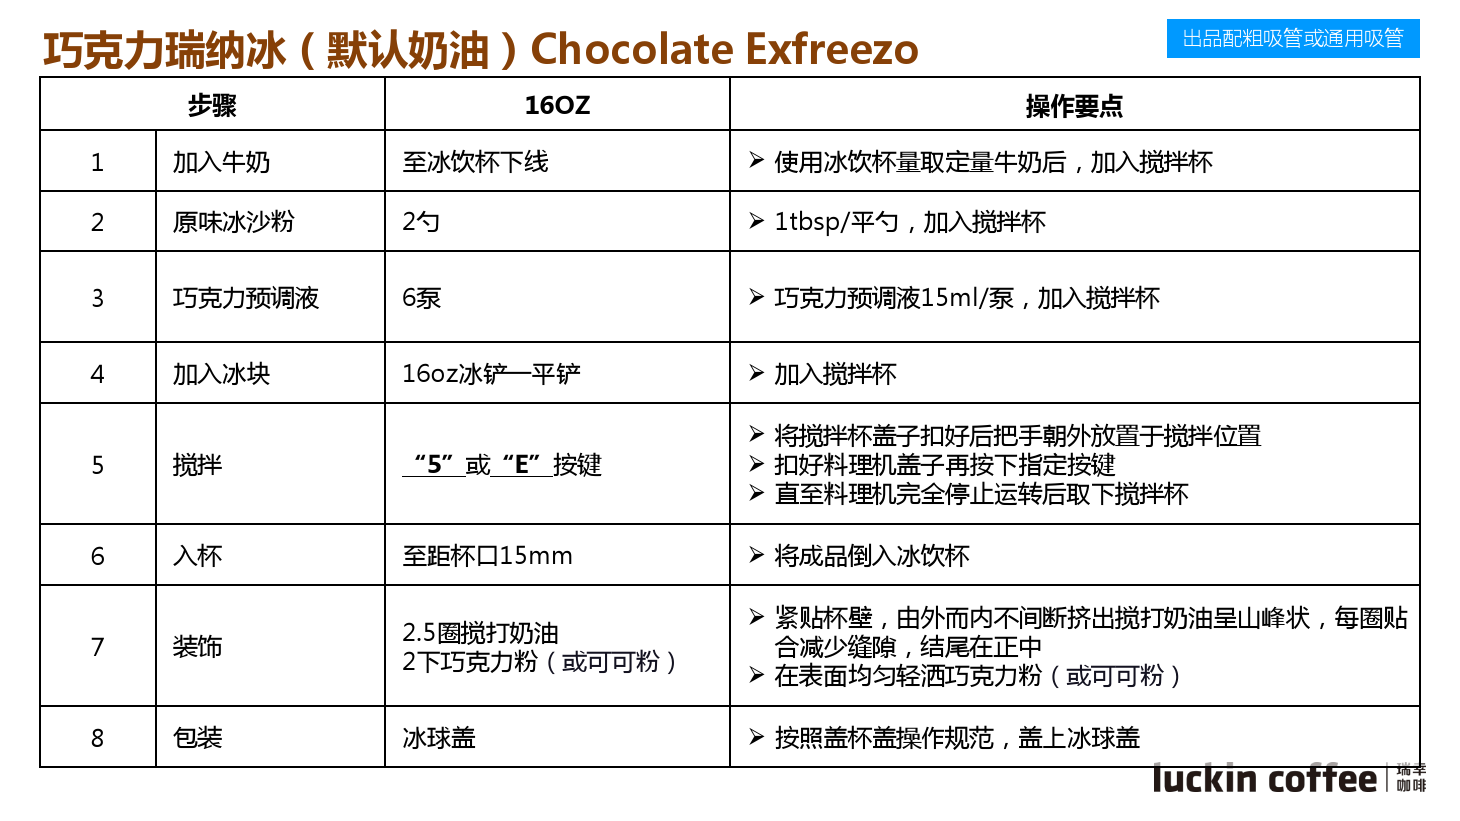 巧克力瑞纳冰（默认奶油）Chocolate Exfreezo
出品配粗吸管或通用吸管
步骤 16OZ 操作要点
1 加入牛奶 至冰饮杯下线 ➢ 使用冰饮杯量取定量牛奶后，加入搅拌杯
2 原味冰沙粉 2勺 ➢ 1tbsp/平勺，加入搅拌杯
3 巧克力预调液 6泵 ➢ 巧克力预调液15ml/泵，加入搅拌杯
4 加入冰块 16oz冰铲一平铲 ➢ 加入搅拌杯
5 搅拌 “5”或“E”按键
➢ 将搅拌杯盖子扣好后把手朝外放置于搅拌位置
➢ 扣好料理机盖子再按下指定按键
➢ 直至料理机完全停止运转后取下搅拌杯
6 入杯 至距杯口15mm ➢ 将成品倒入冰饮杯
7 装饰
2.5圈搅打奶油
2下巧克力粉（或可可粉）
➢ 紧贴杯壁，由外而内不间断挤出搅打奶油呈山峰状，每圈贴
合减少缝隙，结尾在正中
➢ 在表面均匀轻洒巧克力粉（或可可粉）
8 包装 冰球盖 ➢ 按照盖杯盖操作规范，盖上冰球盖
luckin coffee 瑞幸
咖啡